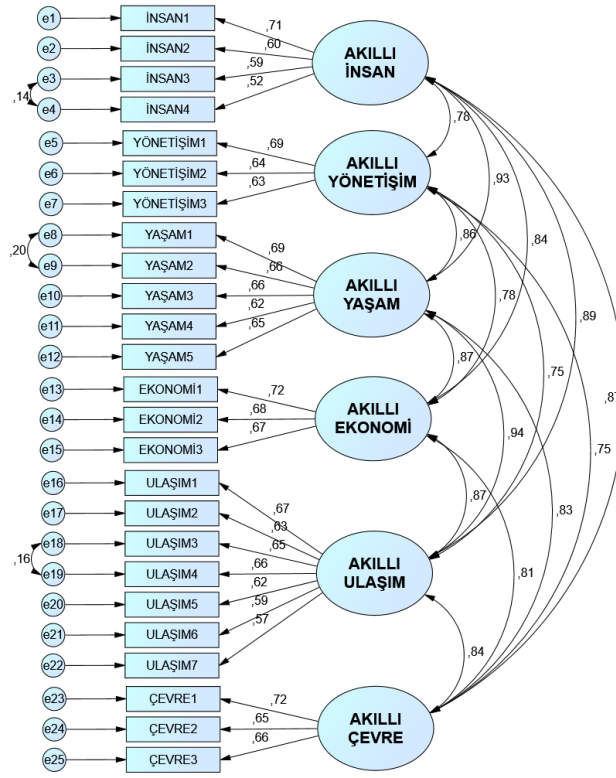 e1
İNSAN1
,71
e2
İNSAN2
,60
AKILLI
İNSAN
e3
İNSAN3
,59
,14
e4
İNSAN4
,52
,78
e5
YÖNETİŞİM1
,69
AKILLI
YÖNETİŞİM
e6
YÖNETİŞİM2
,64
e7
YÖNETİŞİM3
,63
,93
e8
YAŞAM1
,86
,84
,20
,69
e9
YAŞAM2
,66
AKILLI
YAŞAM
,78
e10
YAŞAM3
,66
,89
e11
YAŞAM4
,62
e12
YAŞAM5
,65
,87
,75
e13
EKONOMİ1
,72
AKILLI
EKONOMİ
e14
EKONOMİ2
,68
,94
,75
e15
EKONOMİ3
,67
e16
ULAŞIM1
,67
,87
,83
e17
ULAŞIM2
,63
e18
ULAŞIM3
,65
,16
e19
ULAŞIM4
,66
AKILLI
ULAŞIM
,81
e20
ULAŞIM5
,62
e21
ULAŞIM6
,59
e22
ULAŞIM7
,57
,84
e23
ÇEVRE1
,72
AKILLI
ÇEVRE
e24
ÇEVRE2
,65
e25
ÇEVRE3
,66